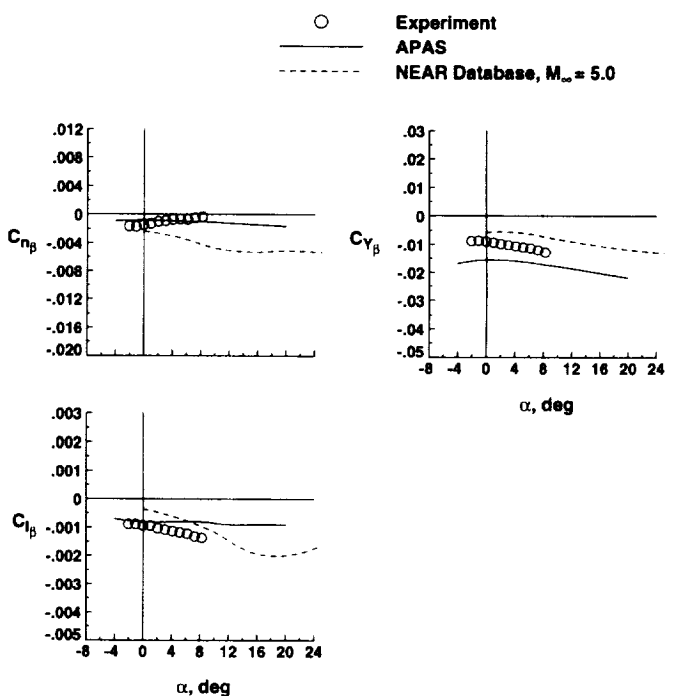 Experiment
APAS
NEAR Database, M∞ = 5.0
.012
.008
.004
0
-.004
-.008
-.012
-.016
-.020
Cnβ
.03
.02
.01
0
-.01
-.02
-.03
-.04
-.05
CYβ
-8 -4 0 4 8 12 16 20 24
α, deg
.003
.002
.001
0
-.001
-.002
-.003
-.004
-.005
Clβ
-8 -4 0 4 8 12 16 20 24
α, deg